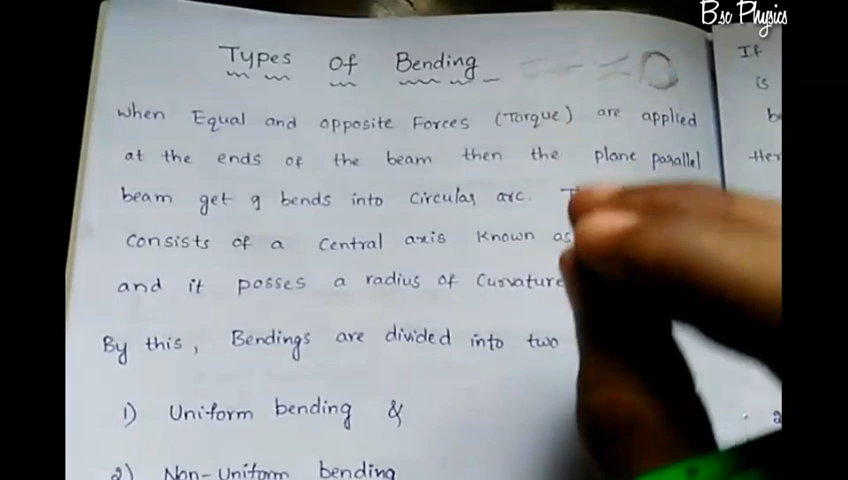 Bsc Physics
Types of Bending
When Equal and opposite Forces (Torque) are applied
at the ends of the beam then the plane parallel
beam get g bends into Circular arc.
Consists of a Central axis Known as
and it posses a radius of Curvature
By this, Bendings are divided into two
1) Uniform bending &
2) Non-Uniform bending
If
is
Her